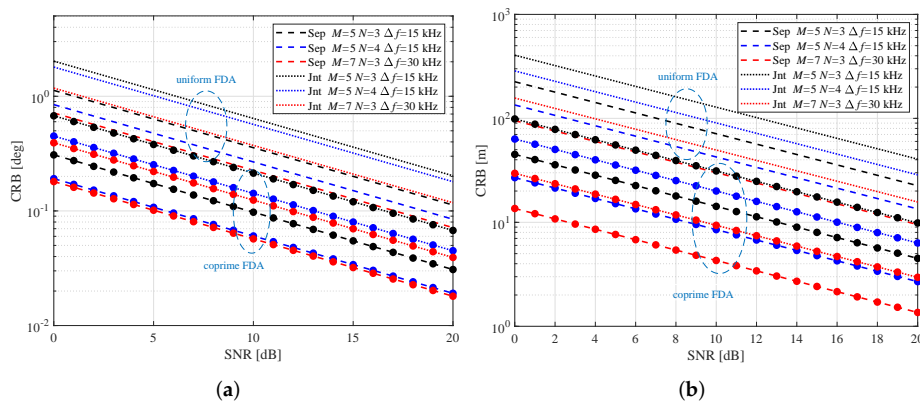 Sep M=5 N=3 Δf=15 kHz
Sep M=5 N=4 Δf=15 kHz
Sep M=7 N=3 Δf=30 kHz
Jnt M=5 N=3 Δf=15 kHz
Jnt M=5 N=4 Δf=15 kHz
Jnt M=7 N=3 Δf=30 kHz
uniform FDA
coprime FDA
10^0
10^-1
10^-2
CRB [deg]
0 5 10 15 20
SNR [dB]
(a)
Sep M=5 N=3 Δf=15 kHz
Sep M=5 N=4 Δf=15 kHz
Sep M=7 N=3 Δf=30 kHz
Jnt M=5 N=3 Δf=15 kHz
Jnt M=5 N=4 Δf=15 kHz
Jnt M=7 N=3 Δf=30 kHz
uniform FDA
coprime FDA
10^3
10^2
10^1
10^0
CRB [m]
0 2 4 6 8 10 12 14 16 18 20
SNR [dB]
(b)